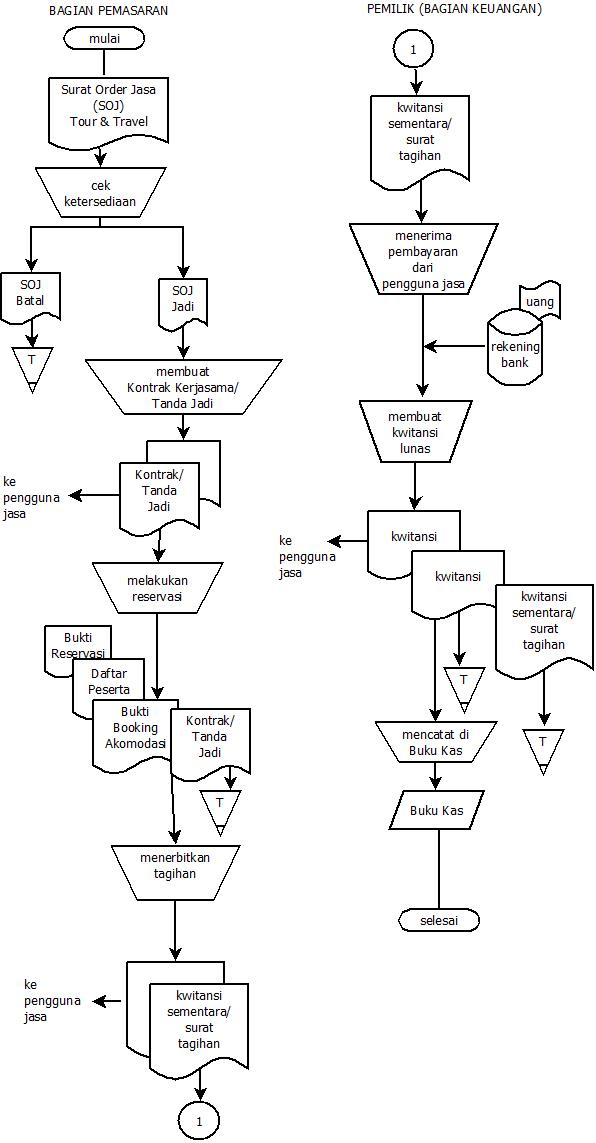 BAGIAN PEMASARAN
mulai
Surat Order Jasa
(SOJ)
Tour & Travel
cek
ketersediaan
SOJ
Batal
T
SOJ
Jadi
membuat
Kontrak Kerjasama/
Tanda Jadi
Kontrak/
Tanda
Jadi
ke
pengguna
jasa
melakukan
reservasi
Bukti
Reservasi
Daftar
Peserta
Bukti
Booking
Akomodasi
Kontrak/
Tanda
Jadi
T
menerbitkan
tagihan
kwitansi
sementara/
surat
tagihan
ke
pengguna
jasa
1
PEMILIK (BAGIAN KEUANGAN)
1
kwitansi
sementara/
surat
tagihan
menerima
pembayaran
dari
pengguna jasa
uang
rekening
bank
membuat
kwitansi
lunas
kwitansi
ke
pengguna
jasa
kwitansi
kwitansi
sementara/
surat
tagihan
T
T
mencatat di
Buku Kas
Buku Kas
selesai